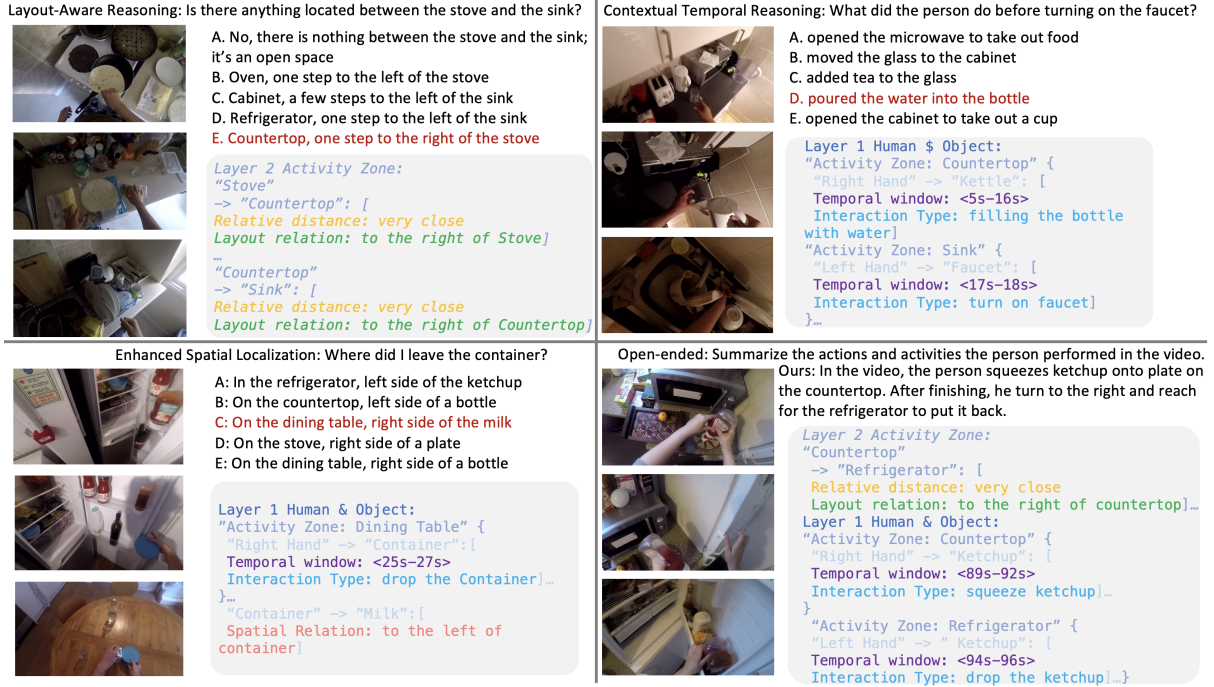 Layout-Aware Reasoning: Is there anything located between the stove and the sink?
A. No, there is nothing between the stove and the sink;
it's an open space
B. Oven, one step to the left of the stove
C. Cabinet, a few steps to the left of the sink
D. Refrigerator, one step to the left of the sink
E. Countertop, one step to the right of the stove
Layer 2 Activity Zone:
“Stove”
–> ”Countertop”: [
Relative distance: very close
Layout relation: to the right of Stove]
…
“Countertop”
–> ”Sink”: [
Relative distance: very close
Layout relation: to the right of Countertop]
Contextual Temporal Reasoning: What did the person do before turning on the faucet?
A. opened the microwave to take out food
B. moved the glass to the cabinet
C. added tea to the glass
D. poured the water into the bottle
E. opened the cabinet to take out a cup
Layer 1 Human $ Object:
“Activity Zone: Countertop” {
“Right Hand” –> ”Kettle”: [
Temporal window: <5s–16s>
Interaction Type: filling the bottle
with water]
“Activity Zone: Sink” {
“Left Hand” –> ”Faucet”: [
Temporal window: <17s–18s>
Interaction Type: turn on faucet]
}…
Enhanced Spatial Localization: Where did I leave the container?
A: In the refrigerator, left side of the ketchup
B: On the countertop, left side of a bottle
C: On the dining table, right side of the milk
D: On the stove, right side of a plate
E: On the dining table, right side of a bottle
Layer 1 Human & Object:
”Activity Zone: Dining Table” {
“Right Hand” –> ”Container”:[
Temporal window: <25s–27s>
Interaction Type: drop the Container]…
}…
“Container” –> ”Milk”:[
Spatial Relation: to the left of
container]
Open-ended: Summarize the actions and activities the person performed in the video.
Ours: In the video, the person squeezes ketchup onto plate on
the countertop. After finishing, he turn to the right and reach
for the refrigerator to put it back.
Layer 2 Activity Zone:
“Countertop”
–> ”Refrigerator”: [
Relative distance: very close
Layout relation: to the right of countertop]…
Layer 1 Human & Object:
“Activity Zone: Countertop” {
“Right Hand” –> ”Ketchup”: [
Temporal window: <89s–92s>
Interaction Type: squeeze ketchup]…
}
“Activity Zone: Refrigerator” {
“Left Hand” –> ” Ketchup”: [
Temporal window: <94s–96s>
Interaction Type: drop the ketchup]…}